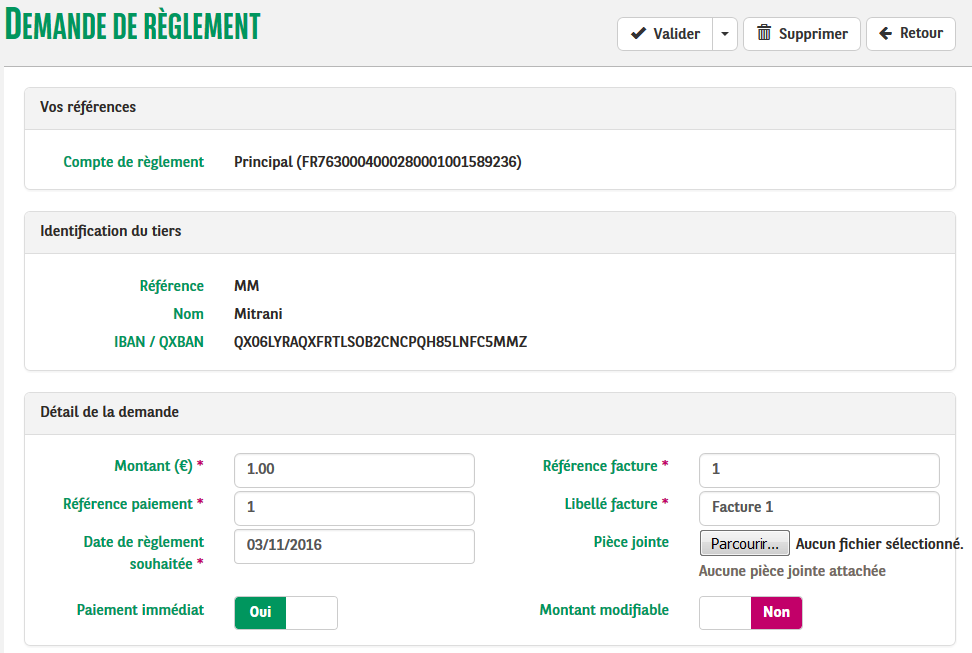 DEMANDE DE RÈGLEMENT
Valider
Supprimer
Retour
Vos références
Compte de règlement Principal (FR7630004000280001001589236)
Identification du tiers
Référence MM
Nom Mitrani
IBAN / QXBAN QX06LYRAQXFRTLSOB2CNCPQH85LNFC5MMZ
Détail de la demande
Montant (€) * 1.00 Référence facture * 1
Référence paiement * 1 Libellé facture * Facture 1
Date de règlement 03/11/2016 Pièce jointe Parcourir... Aucun fichier sélectionné.
souhaitée * Aucune pièce jointe attachée
Paiement immédiat Oui Montant modifiable Non